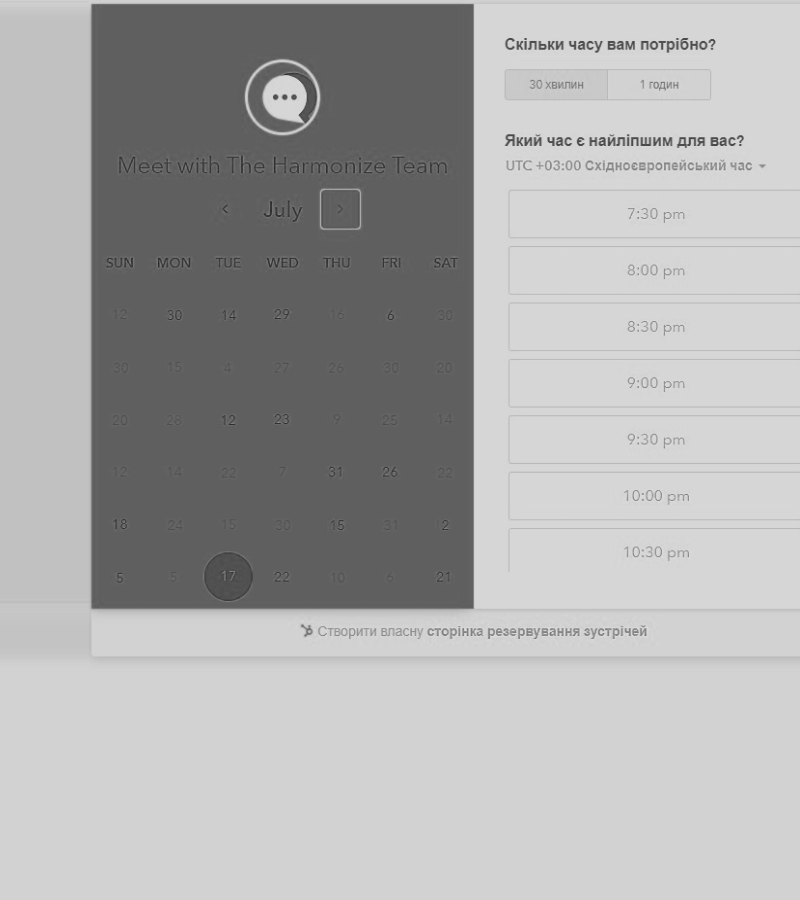 Meet with The Harmonize Team
July
SUN MON TUE WED THU FRI SAT
12 30 14 29 16 6 30
30 15 4 27 26 30 20
20 28 12 23 9 25 14
12 14 22 7 31 26 22
18 24 15 30 15 31 2
5 5 17 22 10 6 21
Скільки часу вам потрібно?
30 хвилин 1 годин
Який час є найліпшим для вас?
UTC +03:00 Східноєвропейський час
7:30 pm
8:00 pm
8:30 pm
9:00 pm
9:30 pm
10:00 pm
10:30 pm
Створити власну сторінка резервування зустрічей